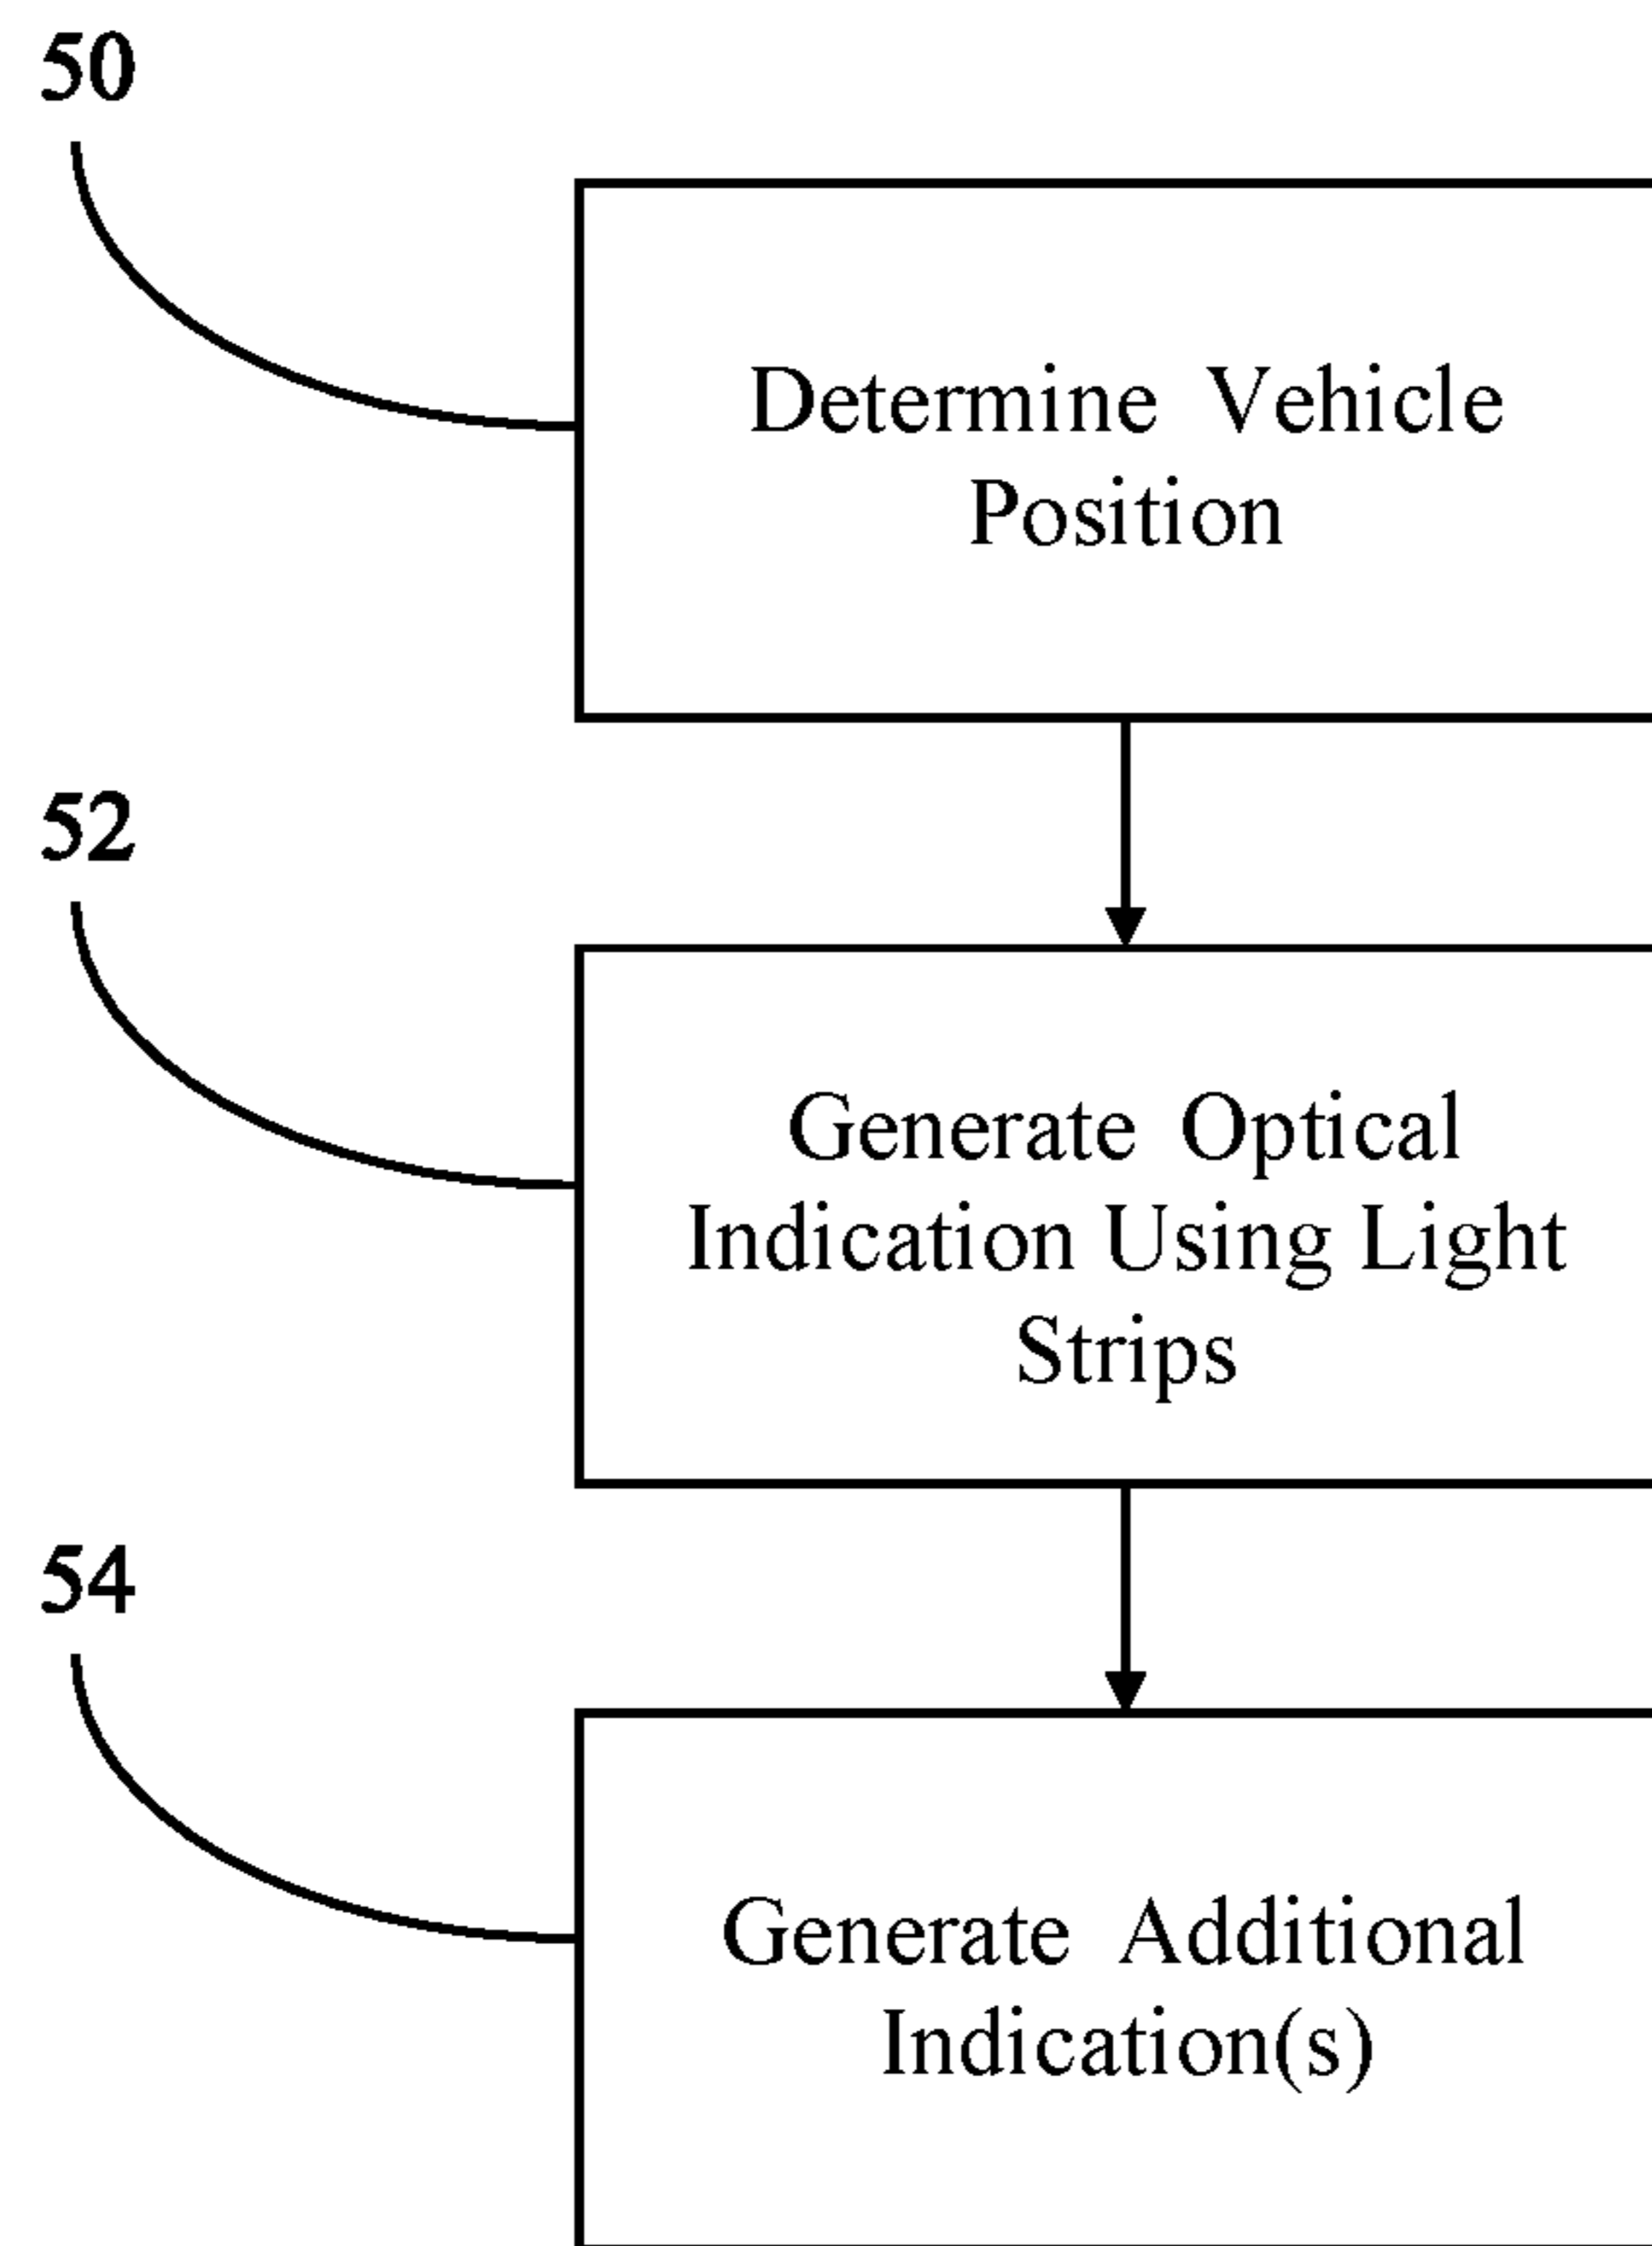 50
Determine Vehicle
Position
52
Generate Optical
Indication Using Light
Strips
54
Generate Additional
Indication(s)